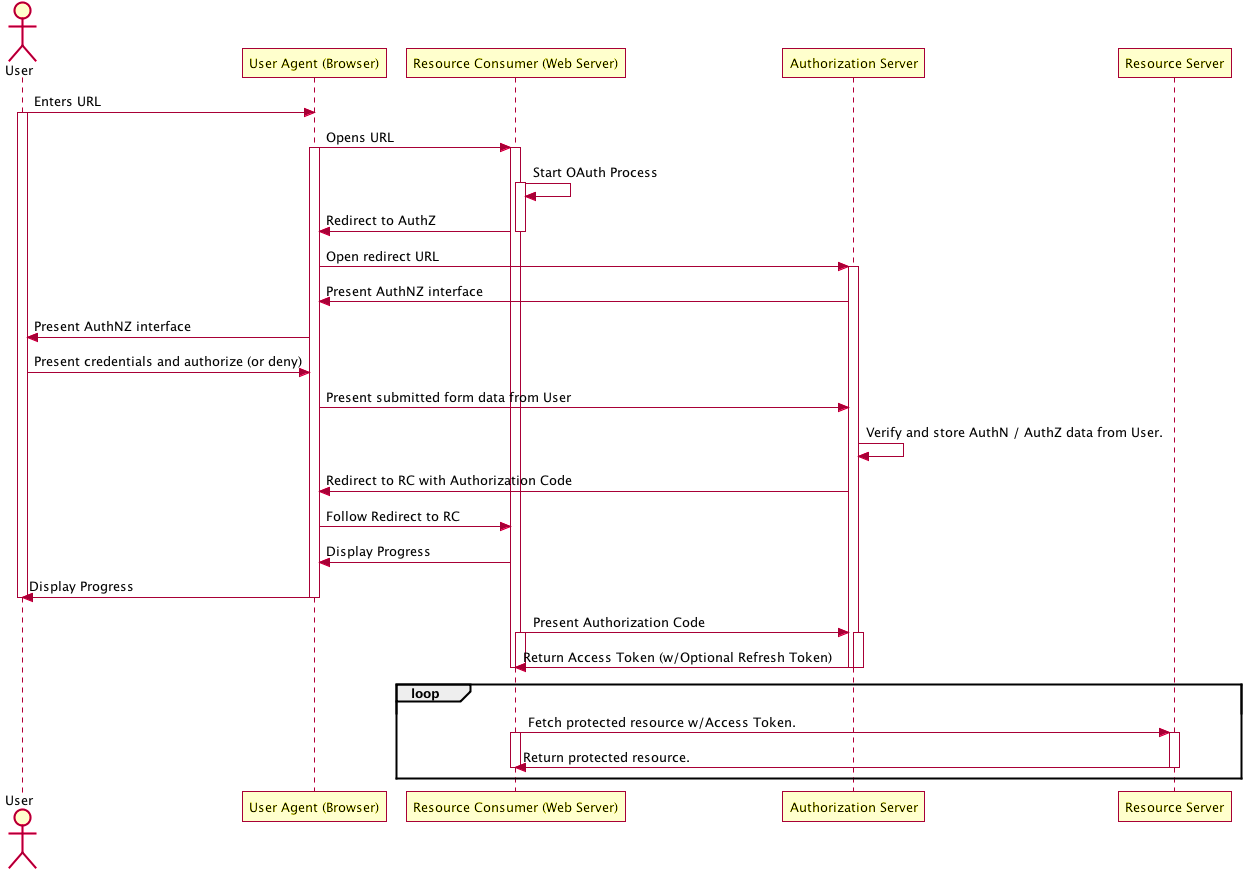 User
User Agent (Browser)
Resource Consumer (Web Server)
Authorization Server
Resource Server
Enters URL
Opens URL
Start OAuth Process
Redirect to AuthZ
Open redirect URL
Present AuthNZ interface
Present AuthNZ interface
Present credentials and authorize (or deny)
Present submitted form data from User
Verify and store AuthN / AuthZ data from User.
Redirect to RC with Authorization Code
Follow Redirect to RC
Display Progress
Display Progress
Present Authorization Code
Return Access Token (w/Optional Refresh Token)
loop
Fetch protected resource w/Access Token.
Return protected resource.
User
User Agent (Browser)
Resource Consumer (Web Server)
Authorization Server
Resource Server